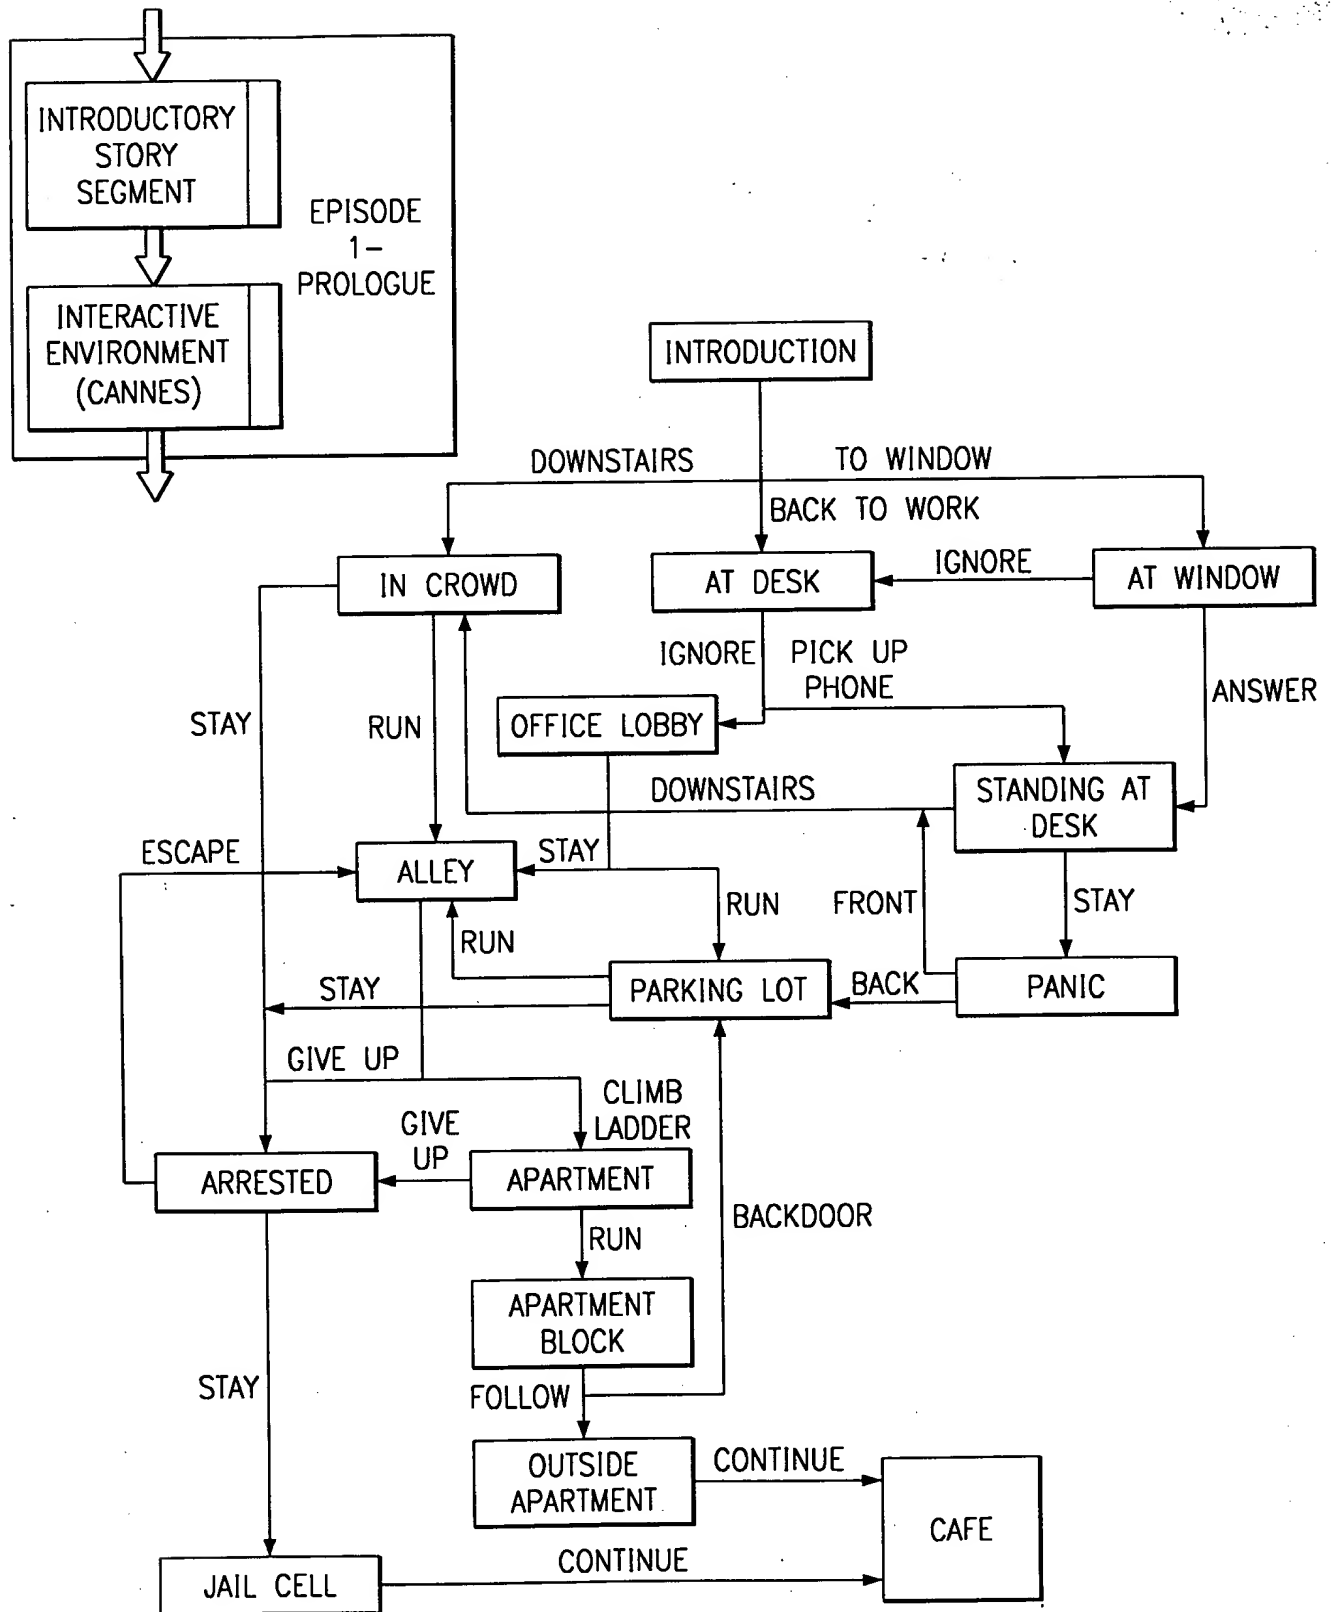 INTRODUCTORY
STORY
SEGMENT
EPISODE
1-
PROLOGUE
INTERACTIVE
ENVIRONMENT
(CANNES)
INTRODUCTION
DOWNSTAIRS
TO WINDOW
BACK TO WORK
IN CROWD
AT DESK
IGNORE
AT WINDOW
IGNORE
PICK UP
PHONE
ANSWER
STAY
RUN
OFFICE LOBBY
DOWNSTAIRS
STANDING AT
DESK
ESCAPE
ALLEY
STAY
RUN
FRONT
STAY
RUN
STAY
PARKING LOT
BACK
PANIC
GIVE UP
CLIMB
LADDER
GIVE
UP
ARRESTED
APARTMENT
BACKDOOR
RUN
APARTMENT
BLOCK
STAY
FOLLOW
OUTSIDE
APARTMENT
CONTINUE
CAFE
CONTINUE
JAIL CELL